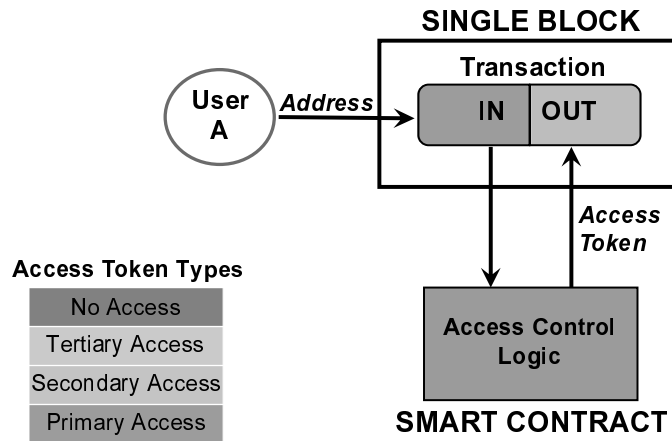 SINGLE BLOCK
Transaction
User
A
Address
IN
OUT
Access
Token
Access Token Types
No Access
Tertiary Access
Secondary Access
Primary Access
Access Control
Logic
SMART CONTRACT